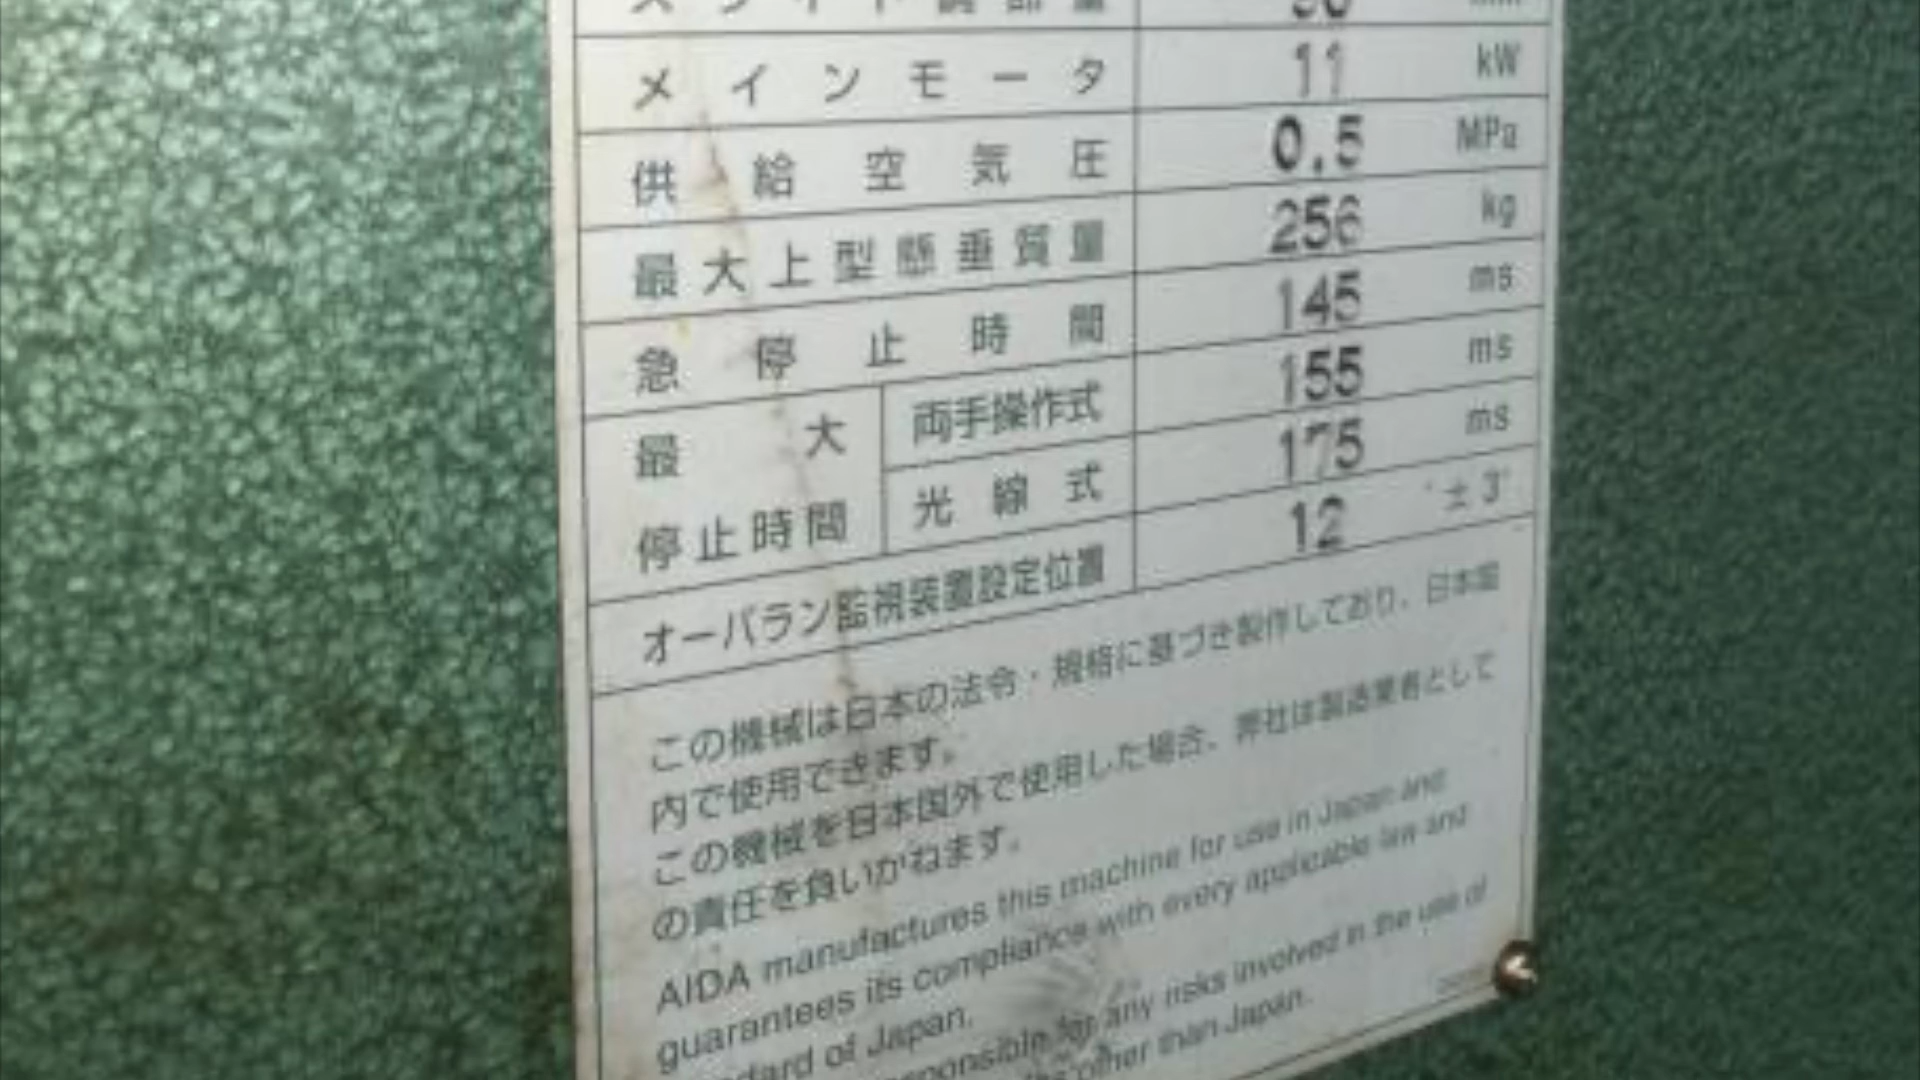 スライド調節量
メインモータ 11 kW
供給空気圧 0.5 MPa
最大上型懸垂質量 256 kg
急停止時間 145 ms
最大停止時間 両手操作式 155 ms
光線式 175 ms
オーバラン監視装置設定位置 12 ° ± 3°
この機械は日本の法令・規格に基づき製作しており、日本国
内で使用できます。
この機械を日本国外で使用した場合、弊社は製造業者として
の責任を負いかねます。
AIDA manufactures this machine for use in Japan and
guarantees its compliance with every applicable law and
of Japan.
for any risks involved in the use of
other than Japan.